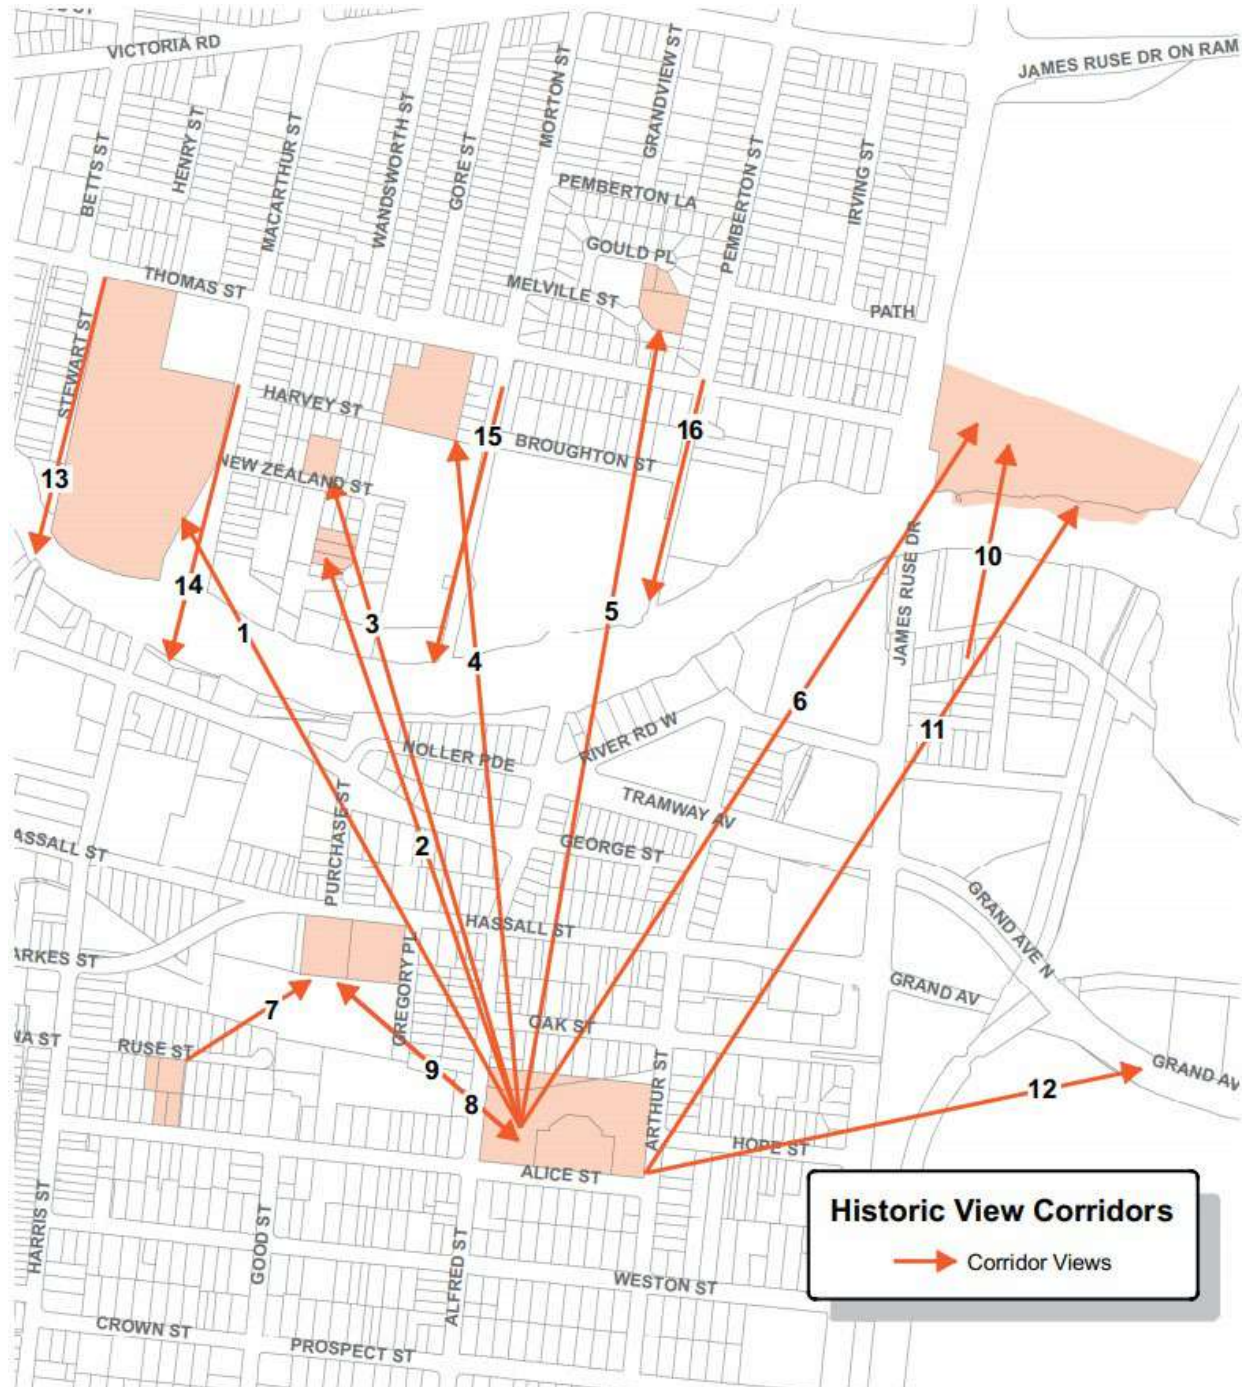 VICTORIA RD
JAMES RUSE DR ON RAM
BETTS ST
HENRY ST
MACARTHUR ST
WANDSWORTH ST
GORE ST
MORTON ST
GRANDVIEW ST
PEMBERTON ST
IRVING ST
PEMBERTON LA
GOULD PL
MELVILLE ST
THOMAS ST
PATH
STEWART ST
HARVEY ST
BROUGHTON ST
NEW ZEALAND ST
15
16
13
14
1
3
4
5
10
JAMES RUSE DR
6
11
RIVER RD W
NOLLER PDE
TRAMWAY AV
PURCHASE ST
2
GEORGE ST
ASSALL ST
HASSALL ST
GRAND AVE N
ARKES ST
GREGORY PL
GRAND AV
7
OAK ST
NA ST
RUSE ST
9
8
ARTHUR ST
12
GRAND AV
HOPE ST
ALICE ST
HARRIS ST
GOOD ST
ALFRED ST
WESTON ST
CROWN ST
PROSPECT ST
Historic View Corridors
Corridor Views